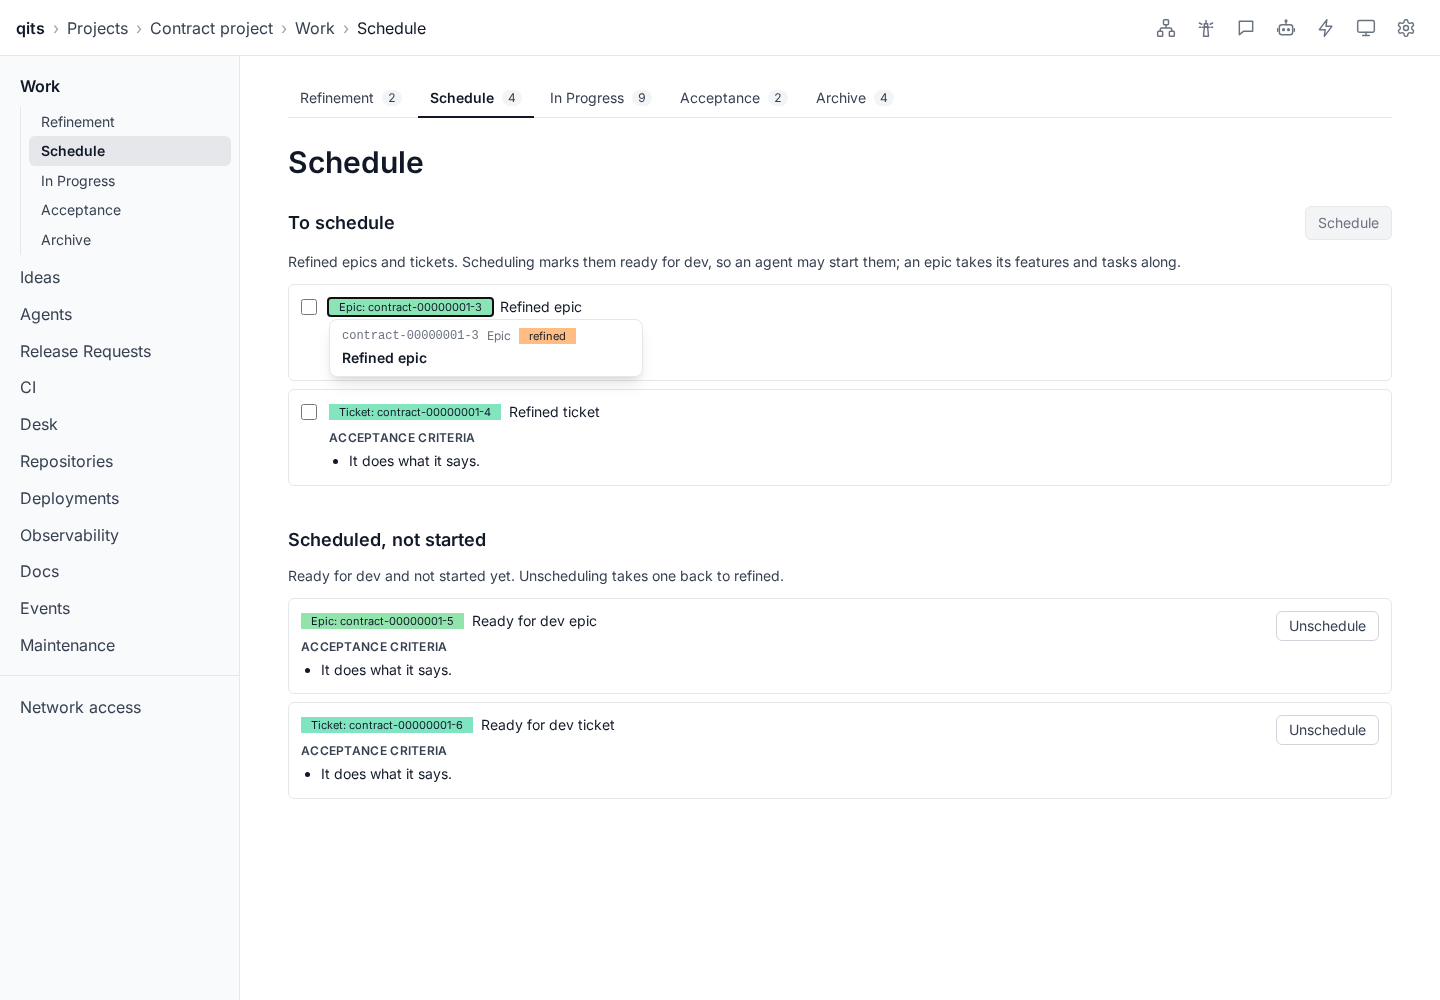 qits › Projects › Contract project › Work › Schedule
Work
Refinement
Schedule
In Progress
Acceptance
Archive
Ideas
Agents
Release Requests
CI
Desk
Repositories
Deployments
Observability
Docs
Events
Maintenance
Network access
Refinement 2 Schedule 4 In Progress 9 Acceptance 2 Archive 4
Schedule
To schedule
Schedule
Refined epics and tickets. Scheduling marks them ready for dev, so an agent may start them; an epic takes its features and tasks along.
Epic: contract-00000001-3 Refined epic
contract-00000001-3 Epic refined
Refined epic
Ticket: contract-00000001-4 Refined ticket
ACCEPTANCE CRITERIA
• It does what it says.
Scheduled, not started
Ready for dev and not started yet. Unscheduling takes one back to refined.
Epic: contract-00000001-5 Ready for dev epic
Unschedule
ACCEPTANCE CRITERIA
• It does what it says.
Ticket: contract-00000001-6 Ready for dev ticket
Unschedule
ACCEPTANCE CRITERIA
• It does what it says.